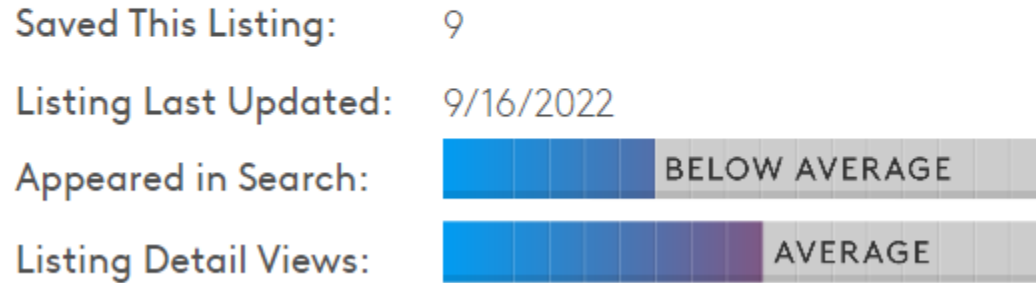 Saved This Listing: 9
Listing Last Updated: 9/16/2022
Appeared in Search: BELOW AVERAGE
Listing Detail Views: AVERAGE